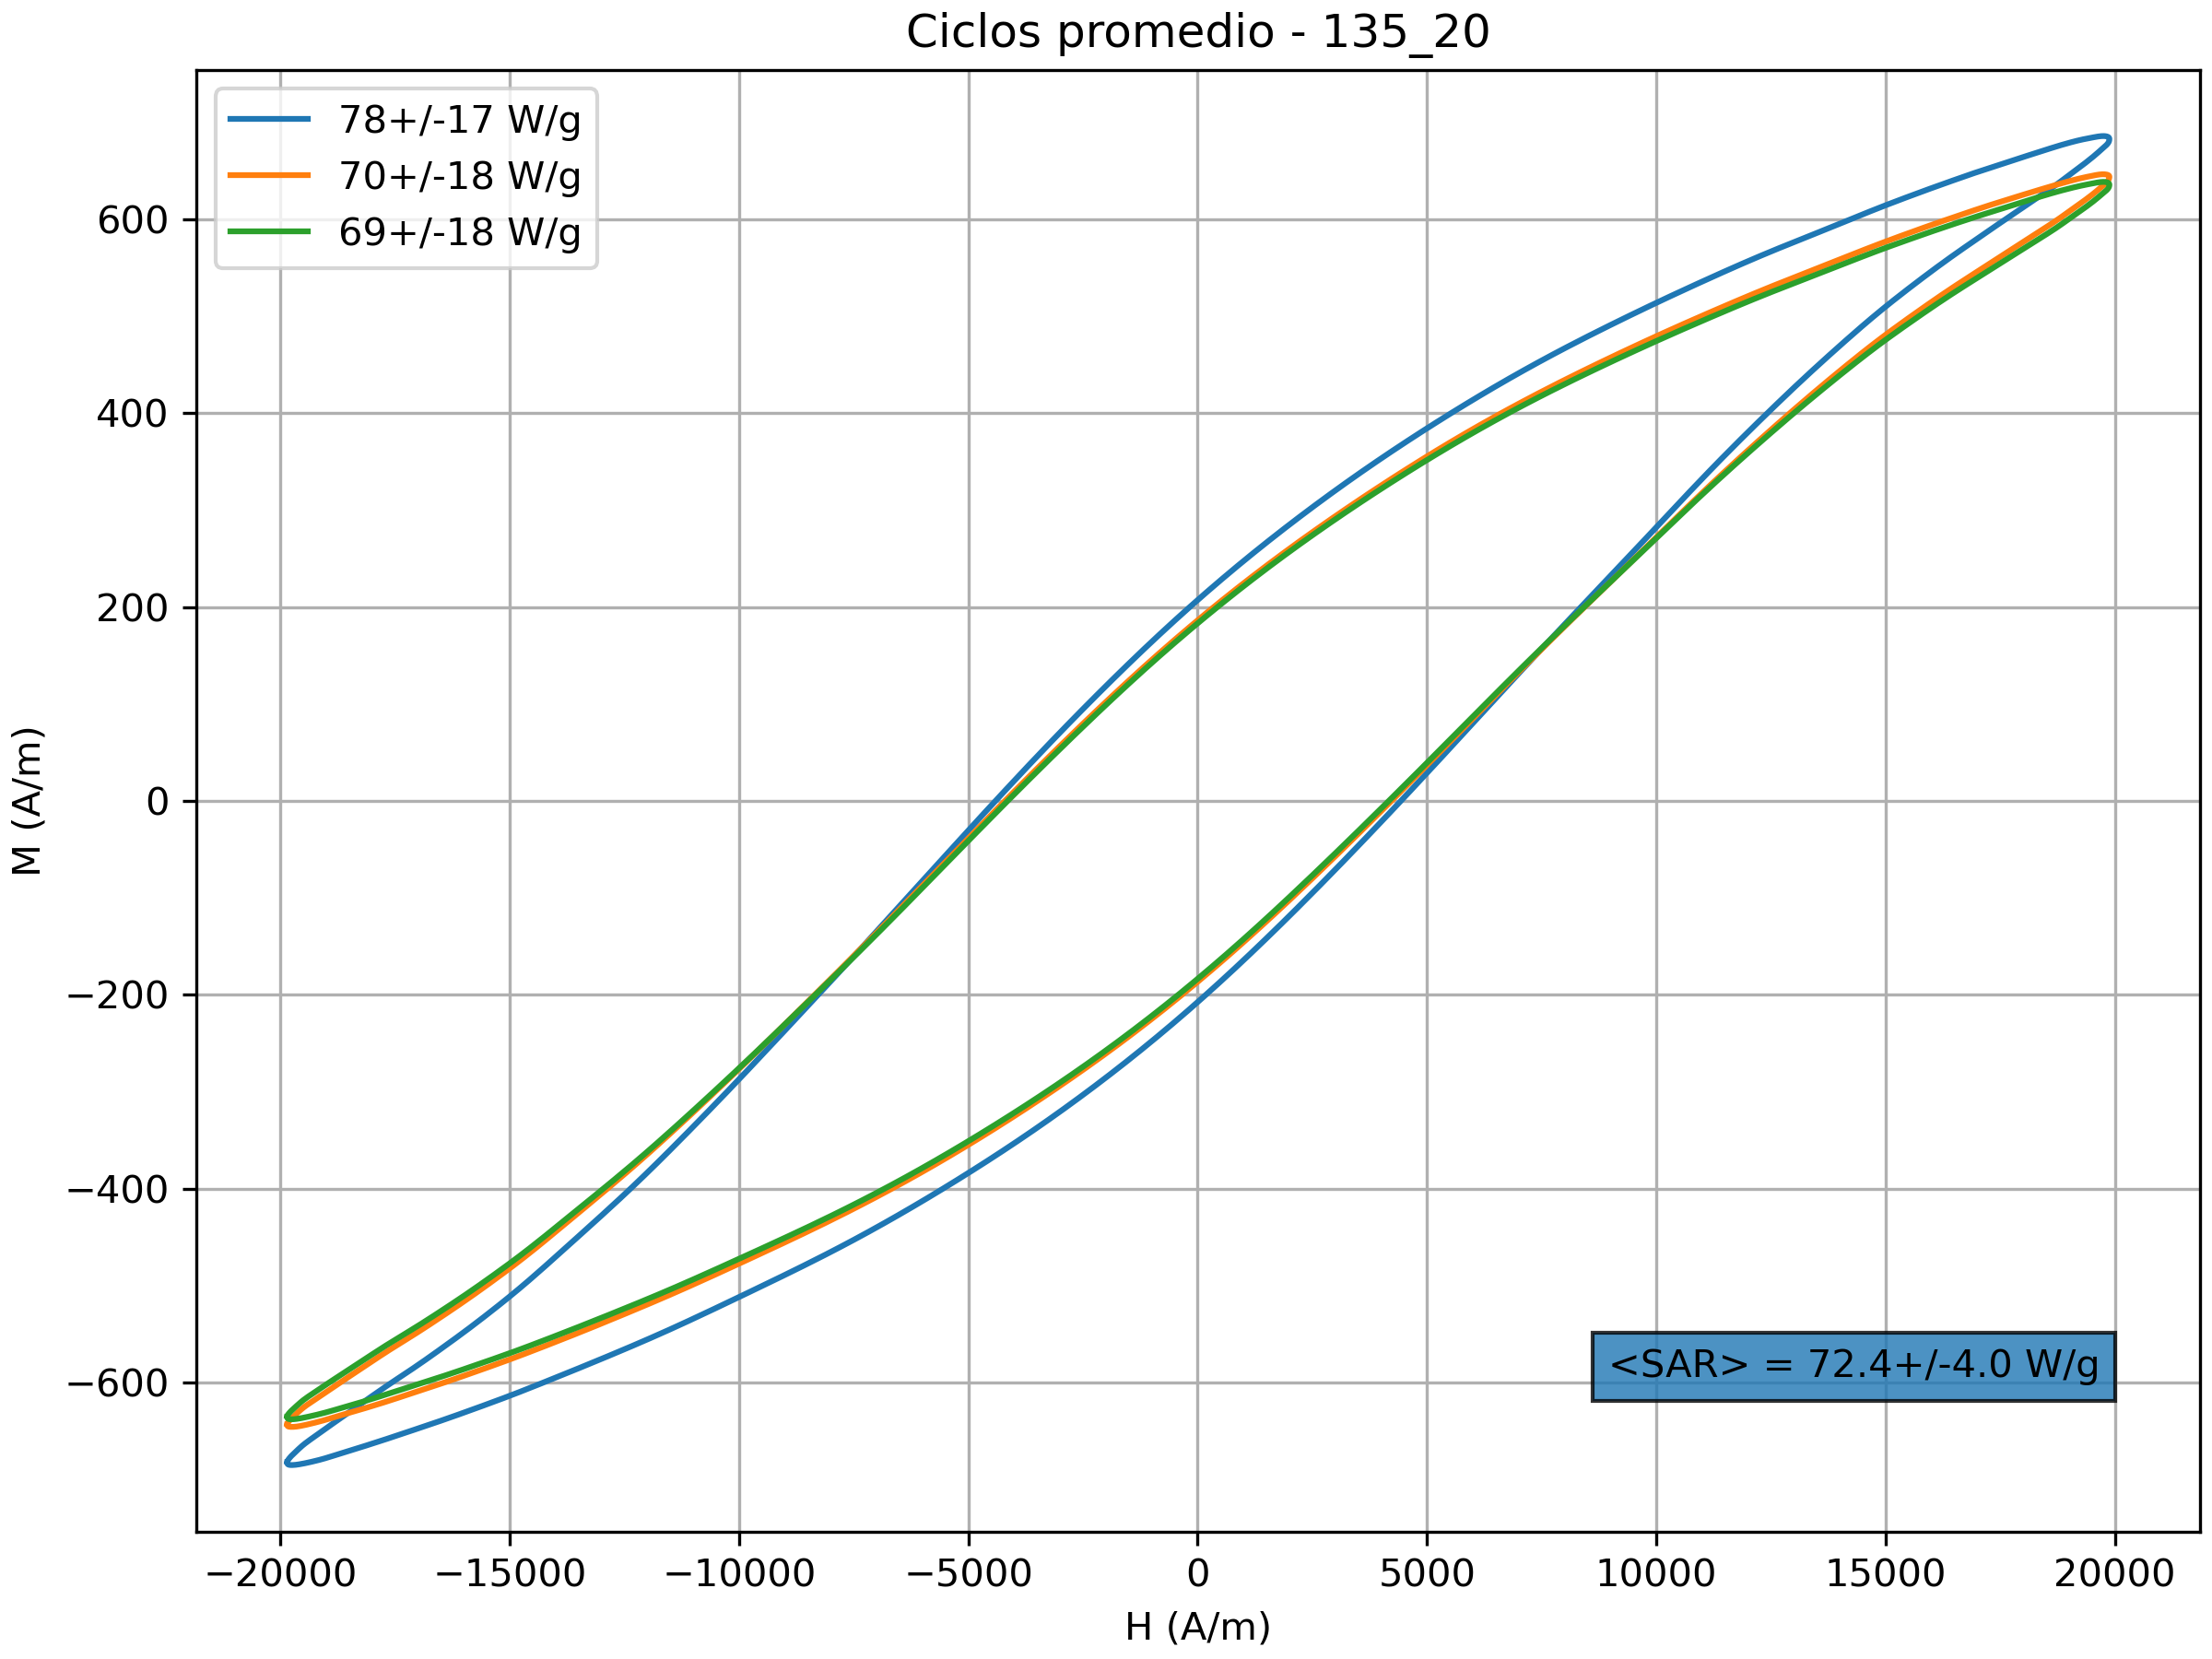 Ciclos promedio - 135_20
78+/-17 W/g
70+/-18 W/g
69+/-18 W/g
600
400
200
0
−200
−400
−600
M (A/m)
<SAR> = 72.4+/-4.0 W/g
−20000 −15000 −10000 −5000 0 5000 10000 15000 20000
H (A/m)